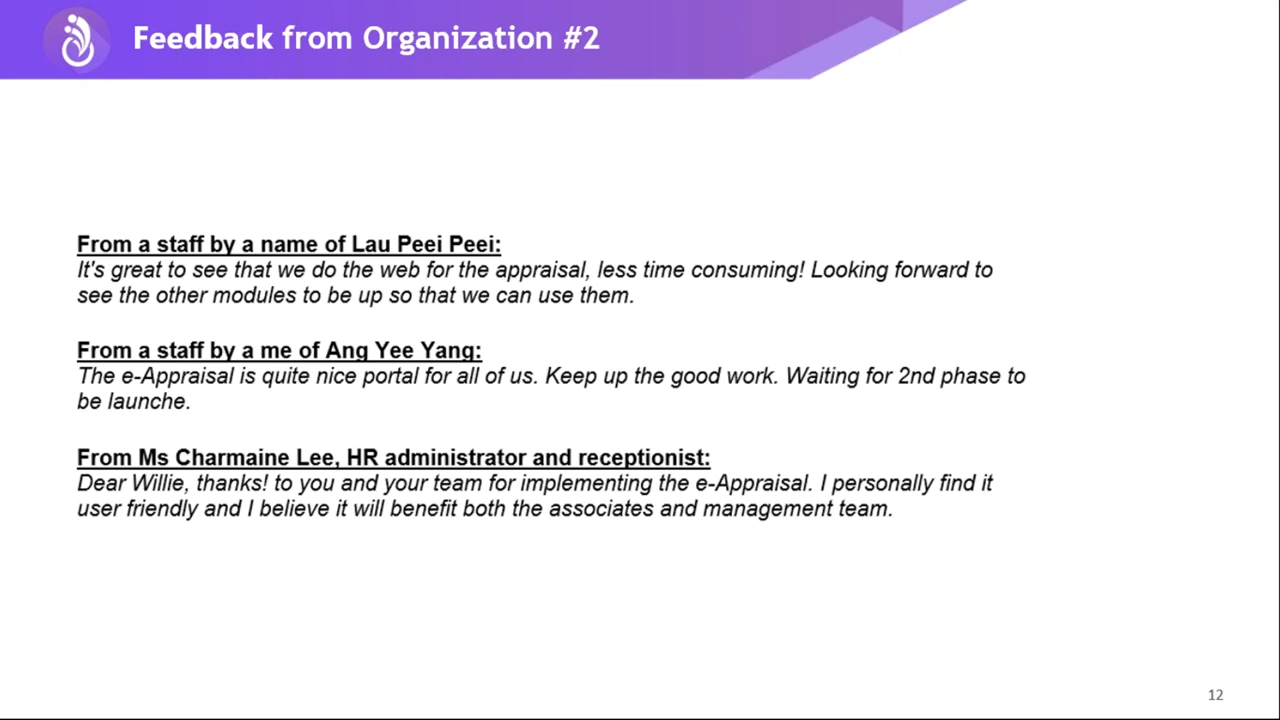 Feedback from Organization #2
From a staff by a name of Lau Peei Peei:
It's great to see that we do the web for the appraisal, less time consuming! Looking forward to
see the other modules to be up so that we can use them.
From a staff by a me of Ang Yee Yang:
The e-Appraisal is quite nice portal for all of us. Keep up the good work. Waiting for 2nd phase to
be launche.
From Ms Charmaine Lee, HR administrator and receptionist:
Dear Willie, thanks! to you and your team for implementing the e-Appraisal. I personally find it
user friendly and I believe it will benefit both the associates and management team.
12